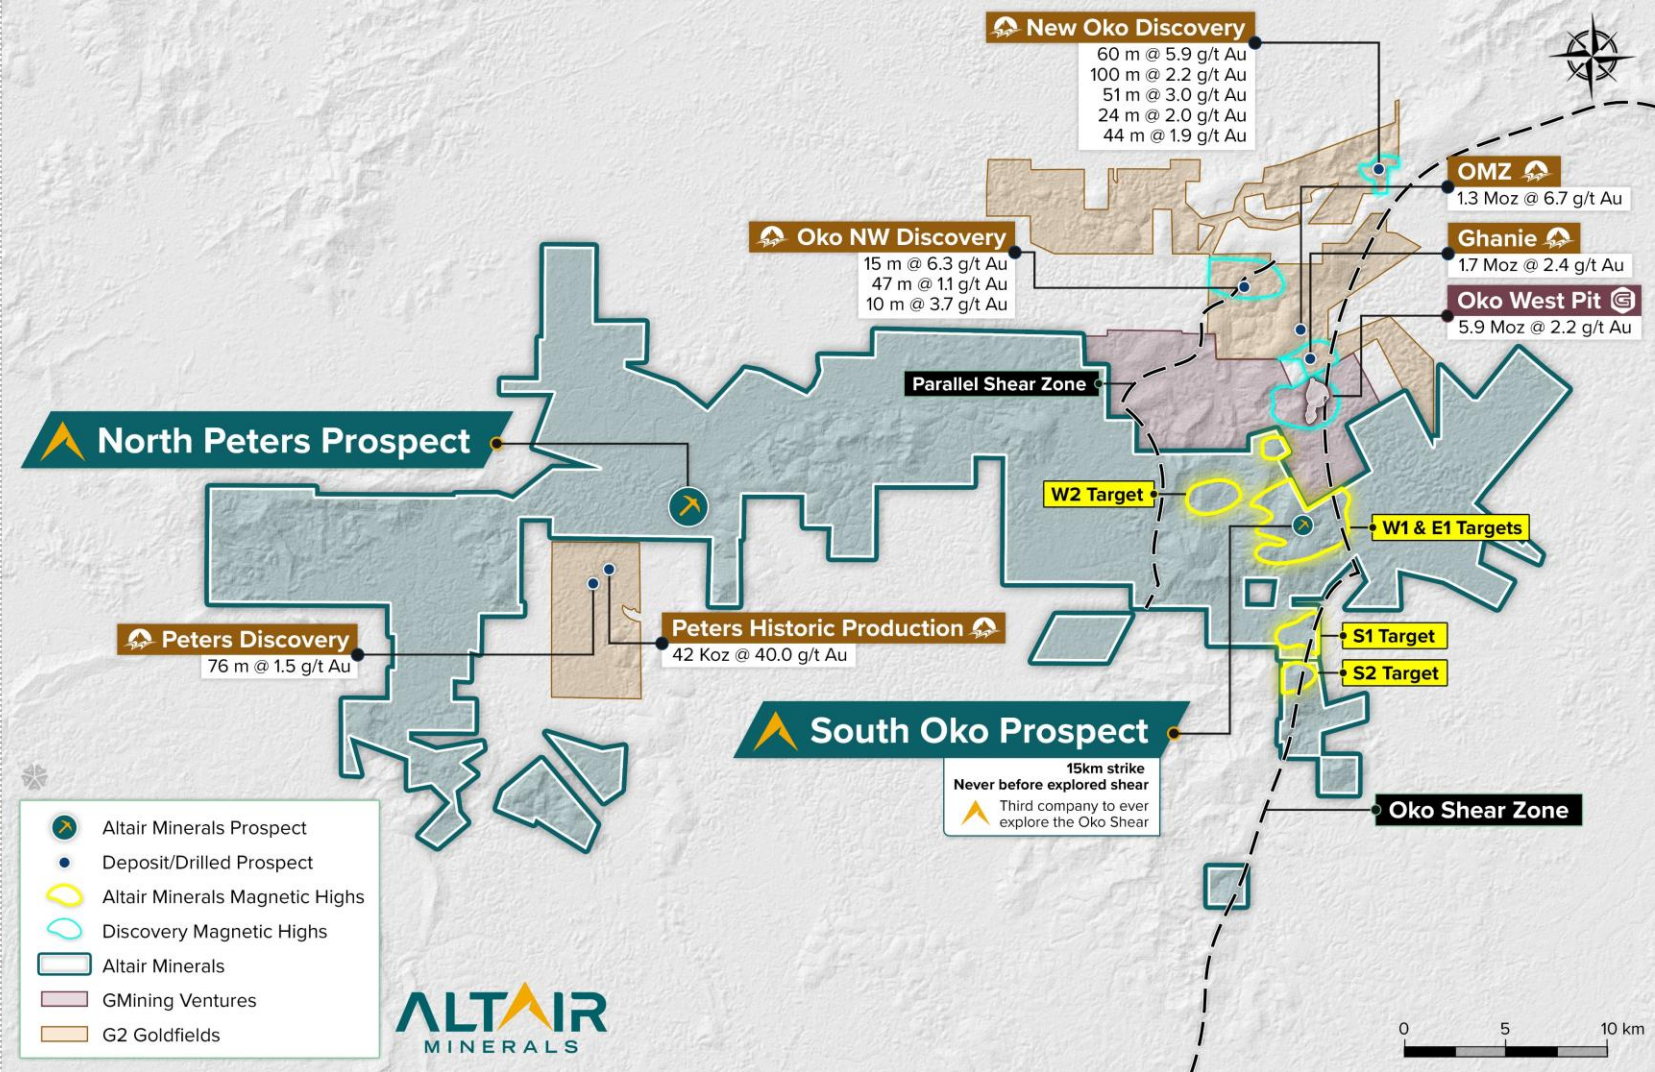 New Oko Discovery
60 m @ 5.9 g/t Au
100 m @ 2.2 g/t Au
51 m @ 3.0 g/t Au
24 m @ 2.0 g/t Au
44 m @ 1.9 g/t Au
OMZ
1.3 Moz @ 6.7 g/t Au
Oko NW Discovery
15 m @ 6.3 g/t Au
47 m @ 1.1 g/t Au
10 m @ 3.7 g/t Au
Ghanie
1.7 Moz @ 2.4 g/t Au
Oko West Pit
5.9 Moz @ 2.2 g/t Au
Parallel Shear Zone
North Peters Prospect
W2 Target
W1 & E1 Targets
Peters Discovery
76 m @ 1.5 g/t Au
Peters Historic Production
42 Koz @ 40.0 g/t Au
S1 Target
S2 Target
South Oko Prospect
15km strike
Never before explored shear
Third company to ever
explore the Oko Shear
Oko Shear Zone
Altair Minerals Prospect
Deposit/Drilled Prospect
Altair Minerals Magnetic Highs
Discovery Magnetic Highs
Altair Minerals
GMining Ventures
G2 Goldfields
ALTAIR
MINERALS
0 5 10 km